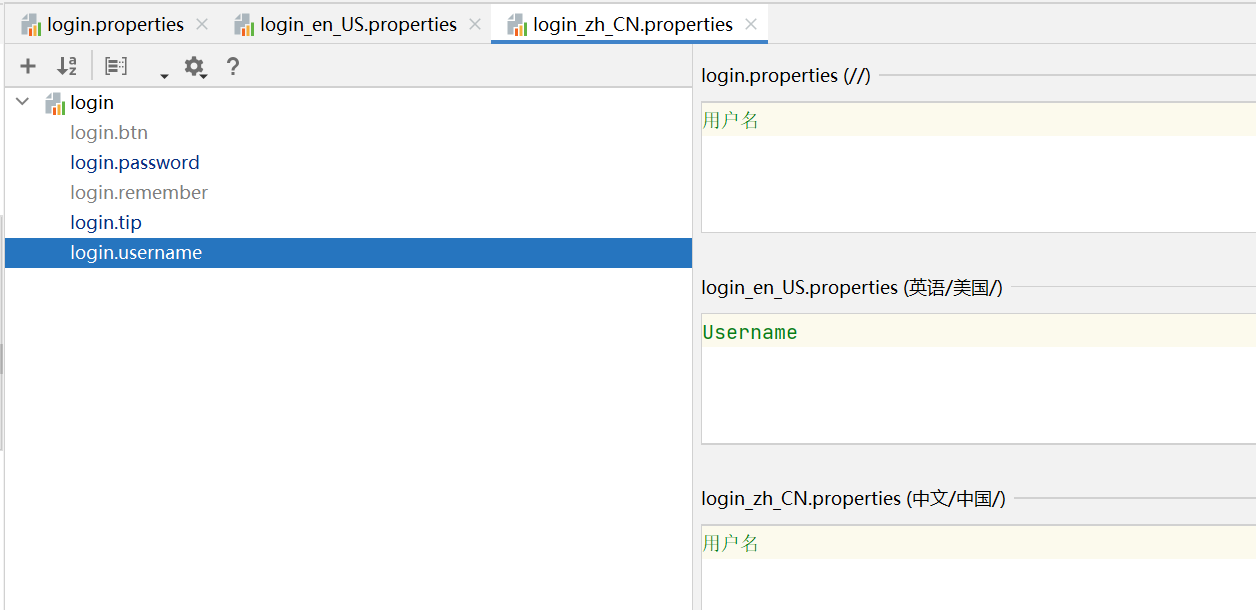 login.properties
login_en_US.properties
login_zh_CN.properties
?
login
login.btn
login.password
login.remember
login.tip
login.username
login.properties (//)
用户名
login_en_US.properties (英语/美国/)
Username
login_zh_CN.properties (中文/中国/)
用户名